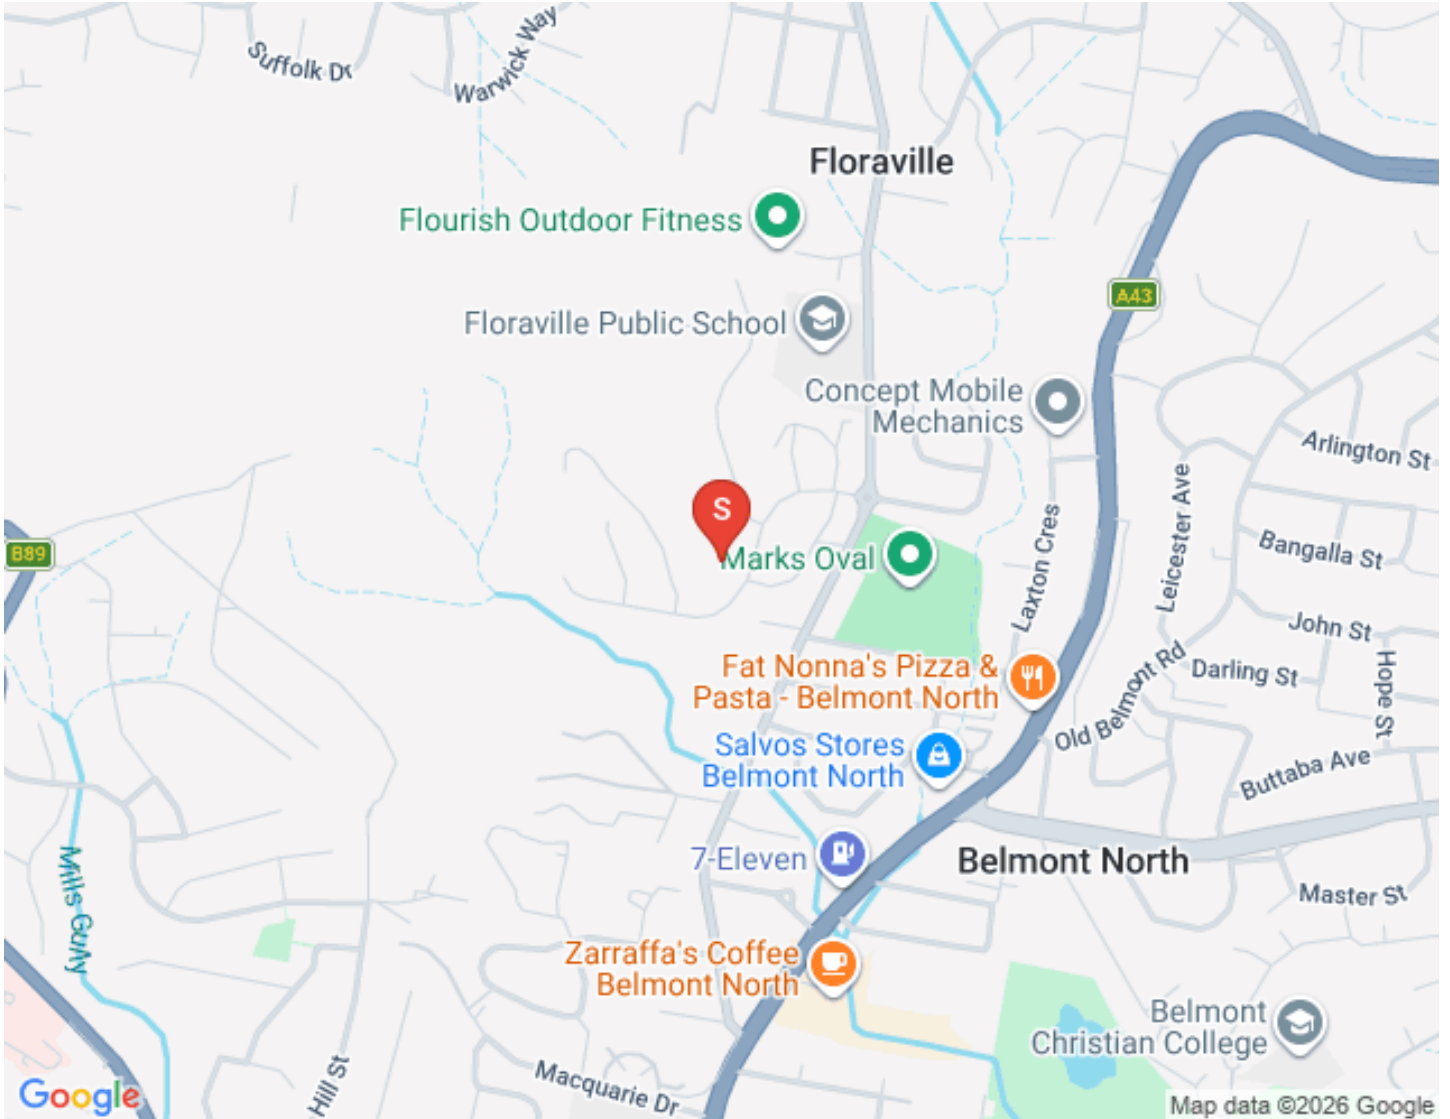 Suffolk Dr
Warwick Way
Floraville
Flourish Outdoor Fitness
A43
Floraville Public School
Concept Mobile
Mechanics
Arlington St
Leicester Ave
S
Laxton Cres
Bangalla St
B89
Marks Oval
John St
Hope St
Darling St
Fat Nonna's Pizza &
Pasta - Belmont North
Old Belmont Rd
Salvos Stores
Belmont North
Buttaba Ave
7-Eleven
Belmont North
Mills Gully
Master St
Zarraffa's Coffee
Belmont North
Belmont
Christian College
Hill St
Macquarie Dr
Google
Map data ©2026 Google